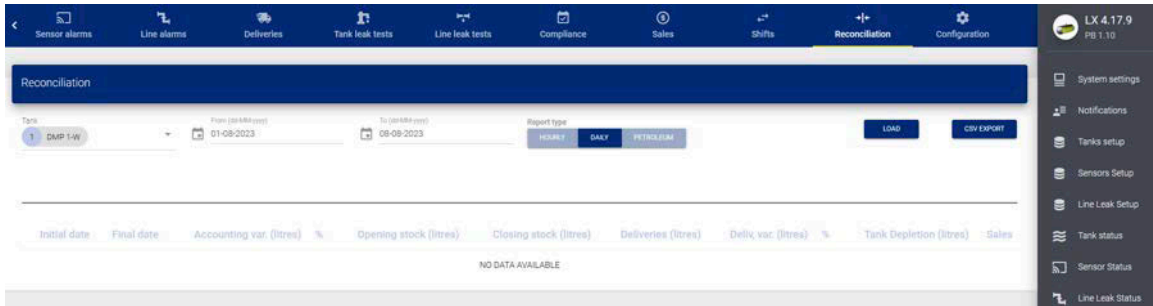 Sensor alarms Line alarms Deliveries Tank leak tests Line leak tests Compliance Sales Shifts Reconciliation Configuration
LX 4.17.9
PB 1.10
Reconciliation
Tank From (dd-MM-yyyy) To (dd-MM-yyyy) Report type
1 DMP 1-W 01-08-2023 08-08-2023 HOURLY DAILY PETROLEUM LOAD CSV EXPORT
Initial date Final date Accounting var. (litres) % Opening stock (litres) Closing stock (litres) Deliveries (litres) Deliv, var. (litres) % Tank Depletion (litres) Sales
NO DATA AVAILABLE
System settings
Notifications
Tanks setup
Sensors Setup
Line Leak Setup
Tank status
Sensor Status
Line Leak Status